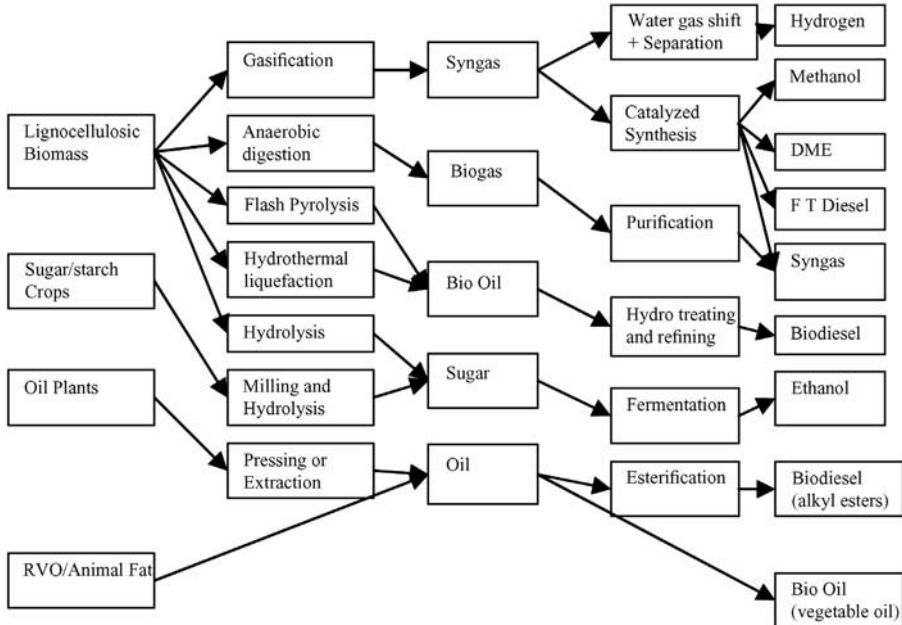 Lignocellulosic
Biomass
Sugar/starch
Crops
Oil Plants
RVO/Animal Fat
Gasification
Anaerobic
digestion
Flash Pyrolysis
Hydrothermal
liquefaction
Hydrolysis
Milling and
Hydrolysis
Pressing or
Extraction
Syngas
Biogas
Bio Oil
Sugar
Oil
Water gas shift
+ Separation
Catalyzed
Synthesis
Purification
Hydro treating
and refining
Fermentation
Esterification
Hydrogen
Methanol
DME
F T Diesel
Syngas
Biodiesel
Ethanol
Biodiesel
(alkyl esters)
Bio Oil
(vegetable oil)